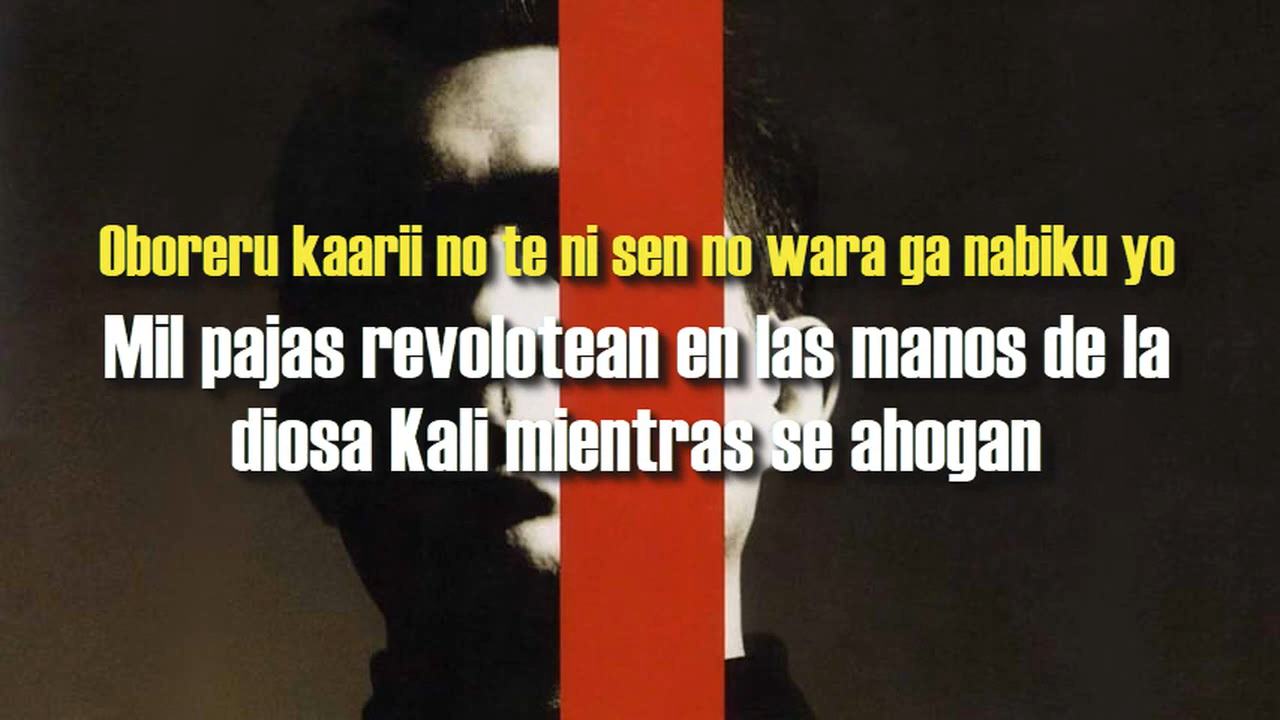 Oboreru kaarii no te ni sen no wara ga nabiku yo
Mil pajas revolotean en las manos de la
diosa Kali mientras se ahogan